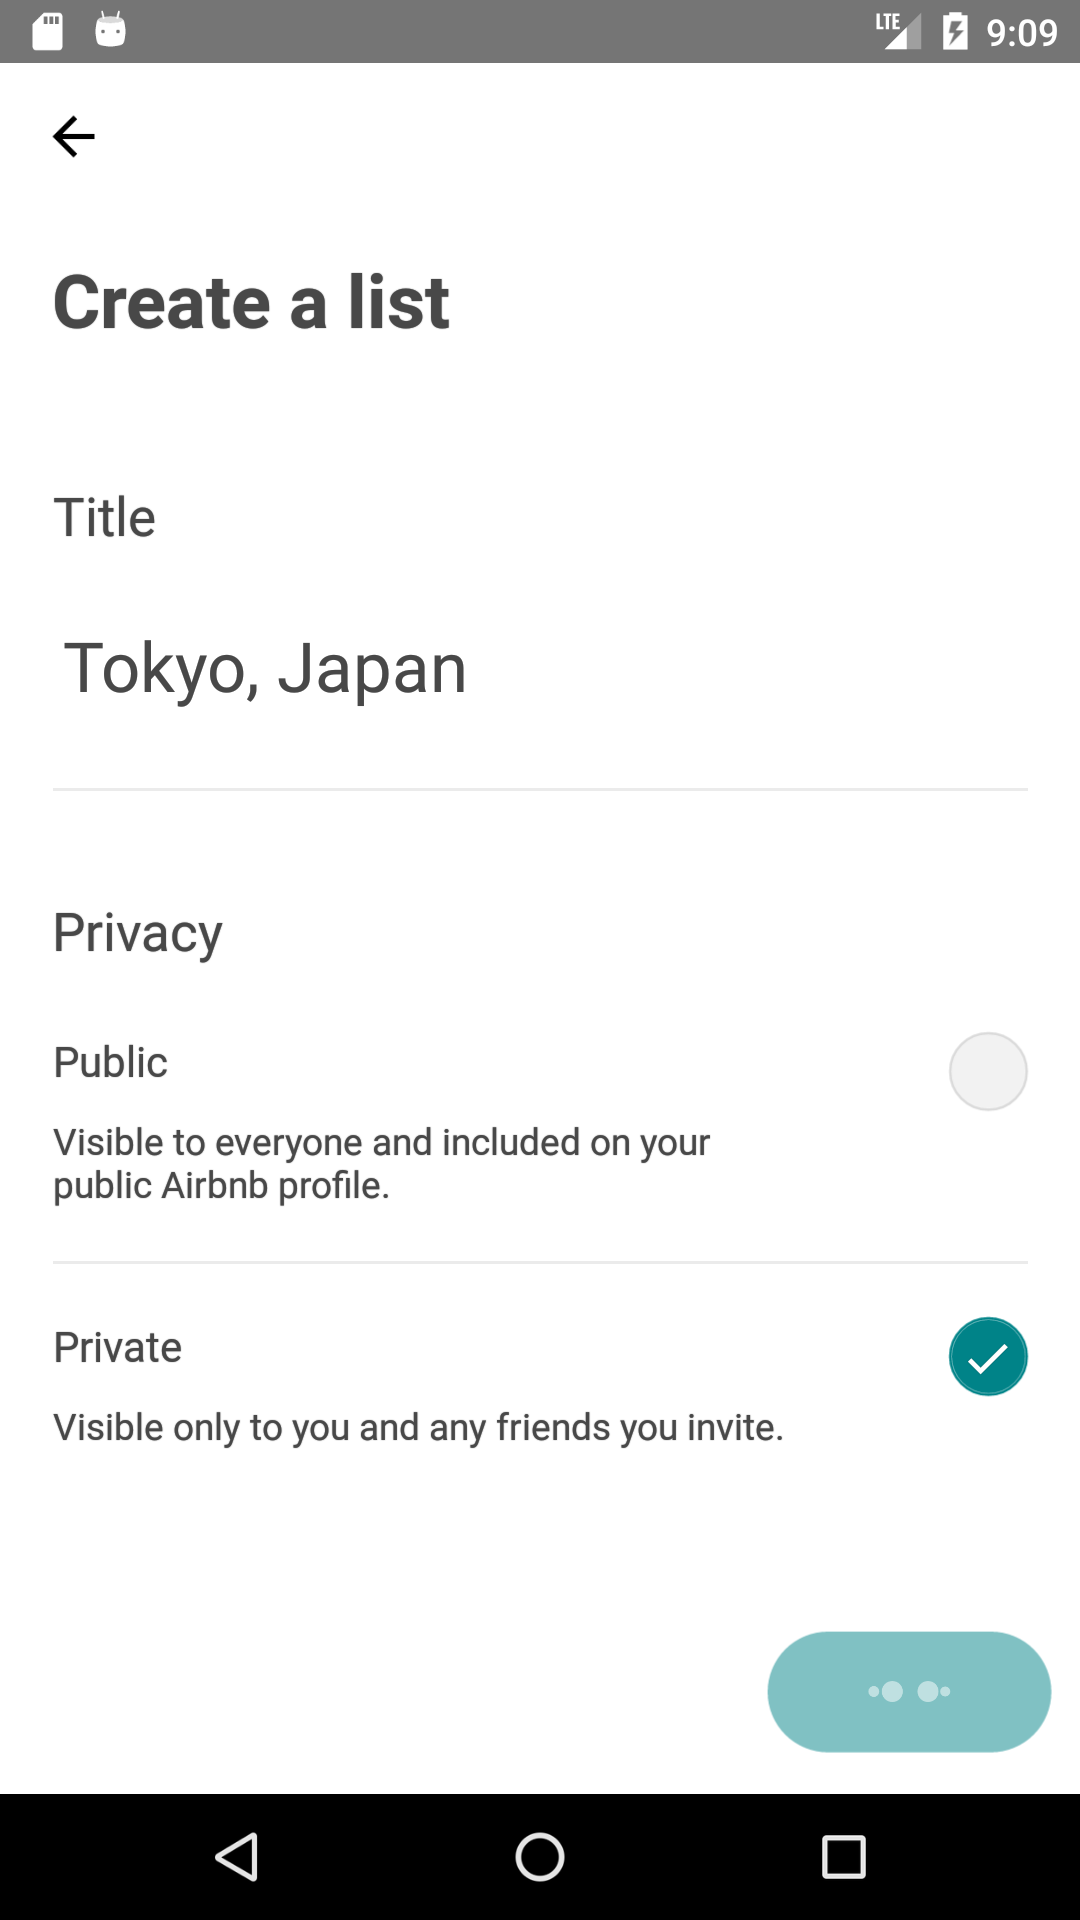 LTE 9:09
Create a list
Title
Tokyo, Japan
Privacy
Public
Visible to everyone and included on your
public Airbnb profile.
Private
Visible only to you and any friends you invite.